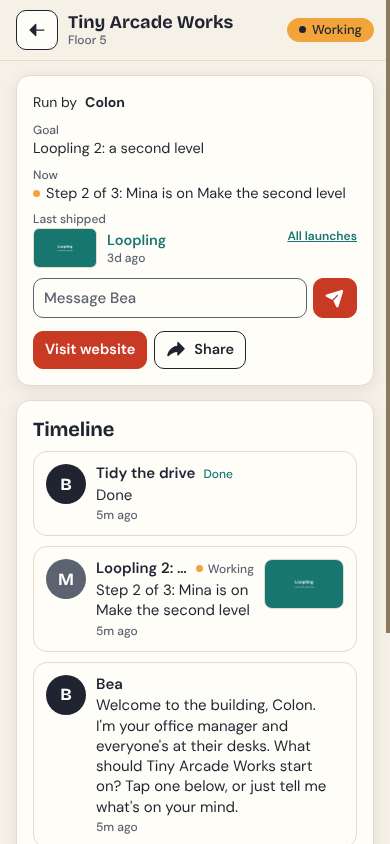 Tiny Arcade Works
Floor 5
Working
Run by Colon
Goal
Loopling 2: a second level
Now
Step 2 of 3: Mina is on Make the second level
Last shipped
Loopling
Loopling
3d ago
All launches
Message Bea
Visit website
Share
Timeline
B
Tidy the drive Done
Done
5m ago
M
Loopling 2: ... Working
Step 2 of 3: Mina is on
Make the second level
5m ago
Loopling
B
Bea
Welcome to the building, Colon.
I'm your office manager and
everyone's at their desks. What
should Tiny Arcade Works start
on? Tap one below, or just tell me
what's on your mind.
5m ago